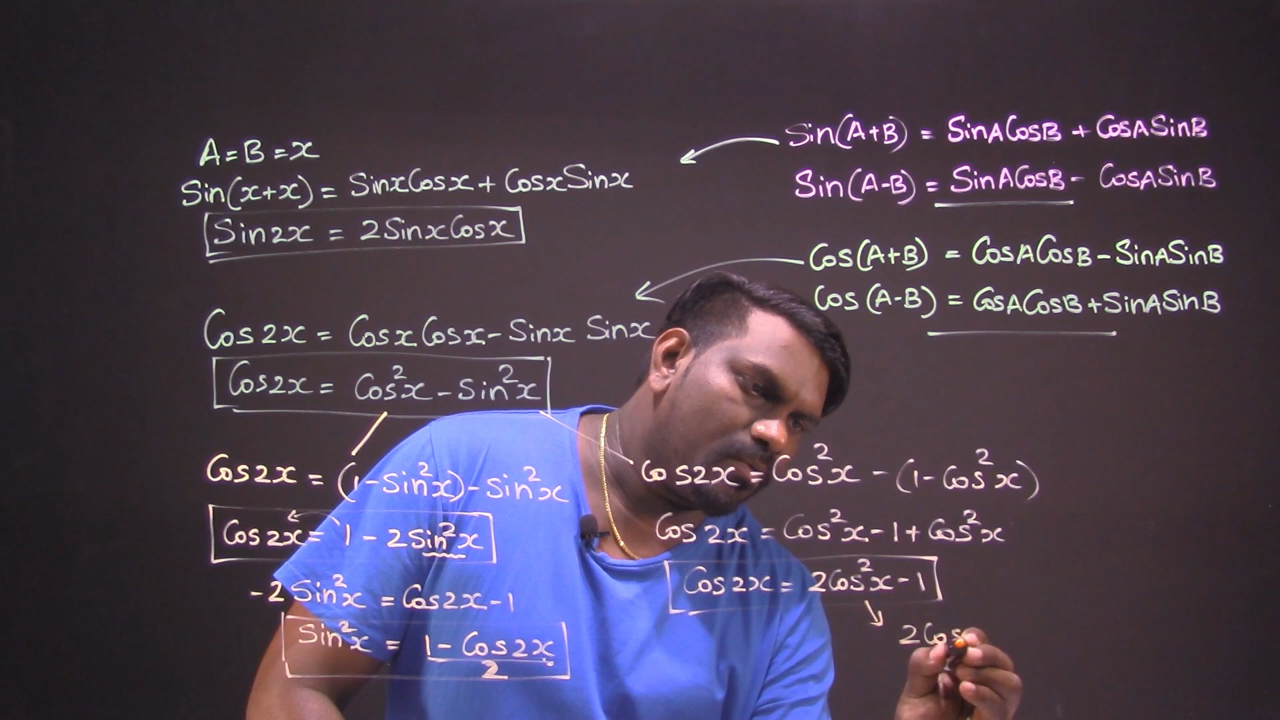 A=B=x
Sin(x+x) = SinxCosx + CosxSinx
Sin2x = 2SinxCosx
Sin(A+B) = SinACosB + CosASinB
Sin(A-B) = SinACosB - CosASinB
Cos(A+B) = CosACosB - SinASinB
Cos(A-B) = CosACosB + SinASinB
Cos2x = CosxCosx - Sinx Sinx
Cos2x = Cos²x - Sin²x
Cos2x = (1-Sin²x) - Sin²x
Cos2x = 1 - 2Sin²x
-2Sin²x = Cos2x - 1
Sin²x = 1 - Cos2x
2
Cos2x = Cos²x - (1-Cos²x)
Cos2x = Cos²x - 1 + Cos²x
Cos2x = 2Cos²x - 1
2Cos